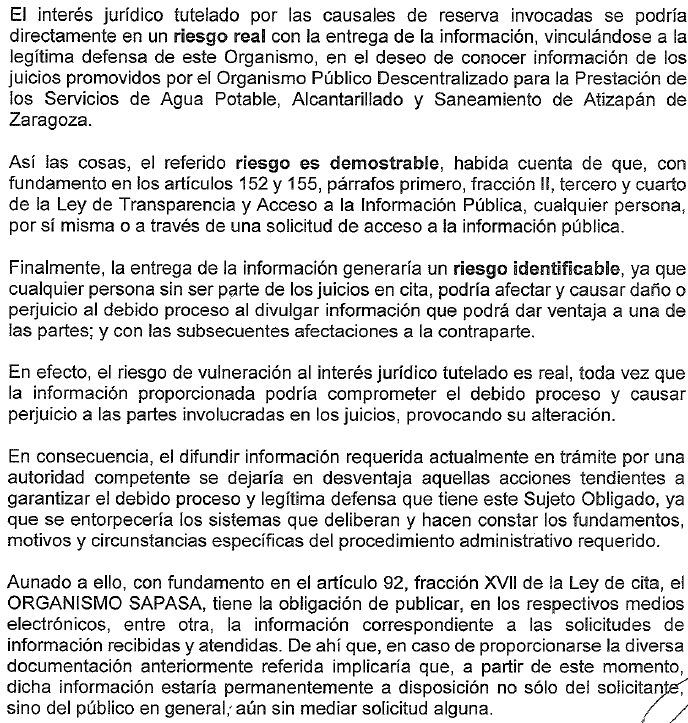 El interés jurídico tutelado por las causales de reserva invocadas se podría
directamente en un riesgo real con la entrega de la información, vinculándose a la
legítima defensa de este Organismo, en el deseo de conocer información de los
juicios promovidos por el Organismo Público Descentralizado para la Prestación de
los Servicios de Agua Potable, Alcantarillado y Saneamiento de Atizapán de
Zaragoza.

Así las cosas, el referido riesgo es demostrable, habida cuenta de que, con
fundamento en los artículos 152 y 155, párrafos primero, fracción II, tercero y cuarto
de la Ley de Transparencia y Acceso a la Información Pública, cualquier persona,
por sí misma o a través de una solicitud de acceso a la información pública.

Finalmente, la entrega de la información generaría un riesgo identificable, ya que
cualquier persona sin ser parte de los juicios en cita, podría afectar y causar daño o
perjuicio al debido proceso al divulgar información que podrá dar ventaja a una de
las partes; y con las subsecuentes afectaciones a la contraparte.

En efecto, el riesgo de vulneración al interés jurídico tutelado es real, toda vez que
la información proporcionada podría comprometer el debido proceso y causar
perjuicio a las partes involucradas en los juicios, provocando su alteración.

En consecuencia, el difundir información requerida actualmente en trámite por una
autoridad competente se dejaría en desventaja aquellas acciones tendientes a
garantizar el debido proceso y legítima defensa que tiene este Sujeto Obligado, ya
que se entorpecería los sistemas que deliberan y hacen constar los fundamentos,
motivos y circunstancias específicas del procedimiento administrativo requerido.

Aunado a ello, con fundamento en el artículo 92, fracción XVII de la Ley de cita, el
ORGANISMO SAPASA, tiene la obligación de publicar, en los respectivos medios
electrónicos, entre otra, la información correspondiente a las solicitudes de
información recibidas y atendidas. De ahí que, en caso de proporcionarse la diversa
documentación anteriormente referida implicaría que, a partir de este momento,
dicha información estaría permanentemente a disposición no sólo del solicitante,
sino del público en general, aún sin mediar solicitud alguna.